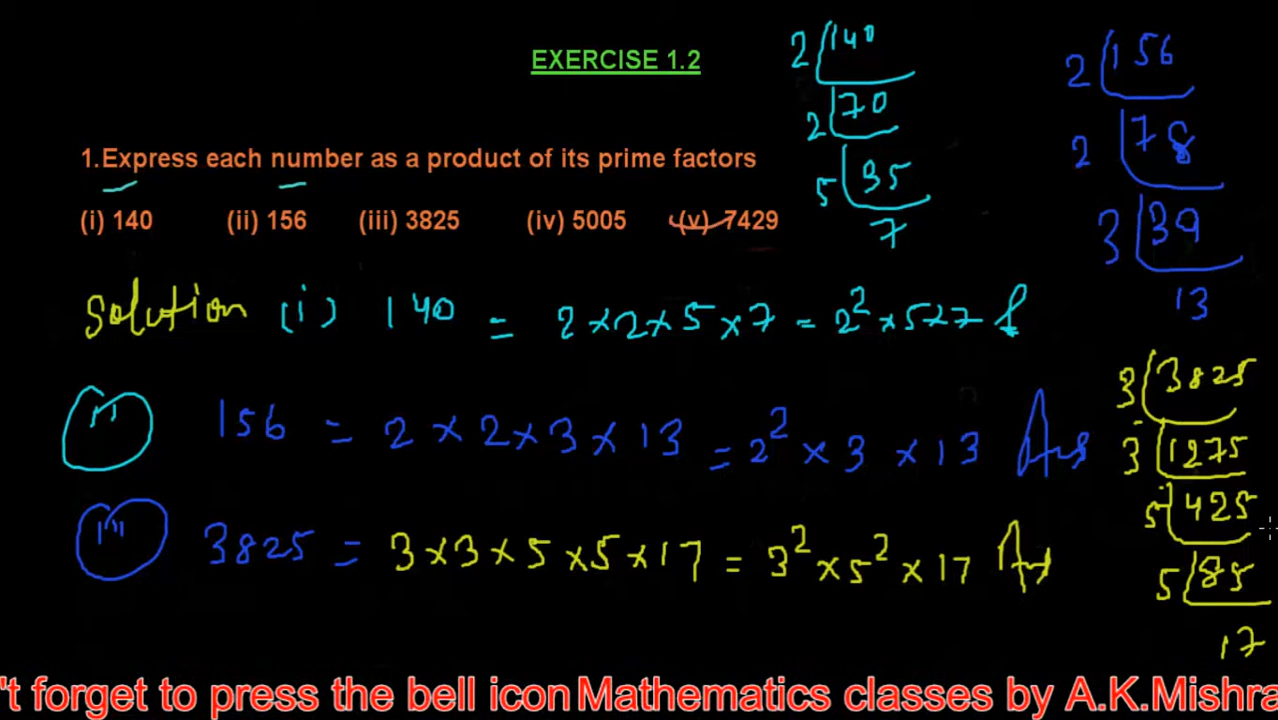 EXERCISE 1.2
1.Express each number as a product of its prime factors
(i) 140 (ii) 156 (iii) 3825 (iv) 5005 (v) 7429
2 140
2 70
5 35
7
2 156
2 78
3 39
13
Solution (i) 140 = 2 × 2 × 5 × 7 = 2² × 5 × 7
(ii) 156 = 2 × 2 × 3 × 13 = 2² × 3 × 13 Ans
(iii) 3825 = 3 × 3 × 5 × 5 × 17 = 3² × 5² × 17 Ans
3 3825
3 1275
5 425
5 85
17
't forget to press the bell icon Mathematics classes by A.K.Mishra